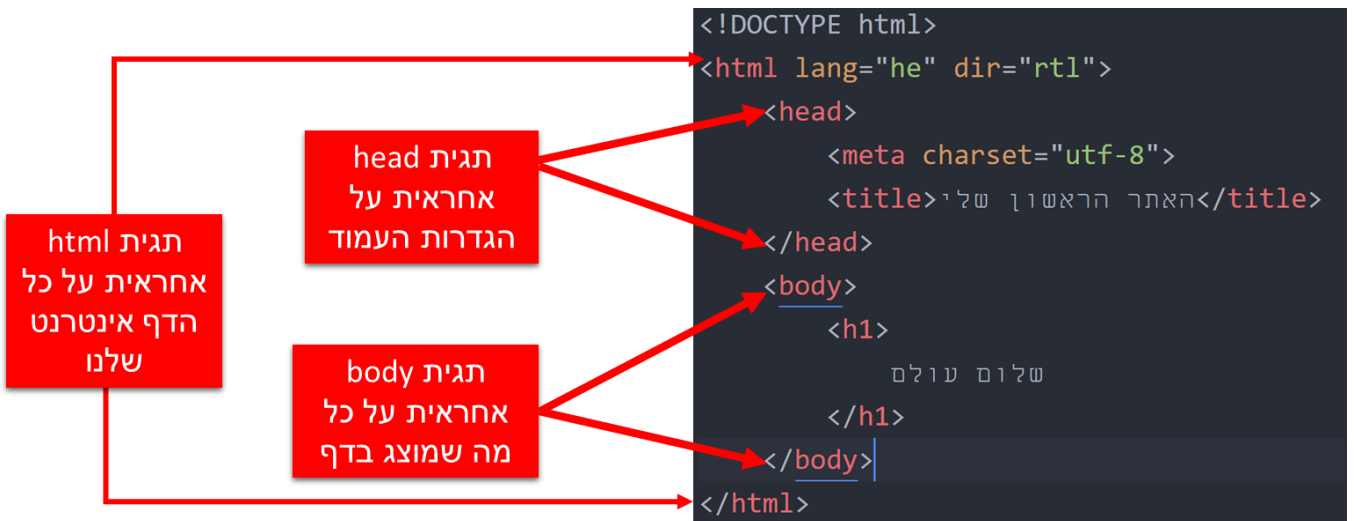 <!DOCTYPE html>
<html lang="he" dir="rtl">
<head>
<meta charset="utf-8">
<title>האתר הראשון שלי</title>
</head>
<body>
<h1>
שלום עולם
</h1>
</body>
</html>
תגית head
אחראית על
הגדרות העמוד
תגית html
אחראית על כל
הדף אינטרנט
שלנו
תגית body
אחראית על כל
מה שמוצג בדף